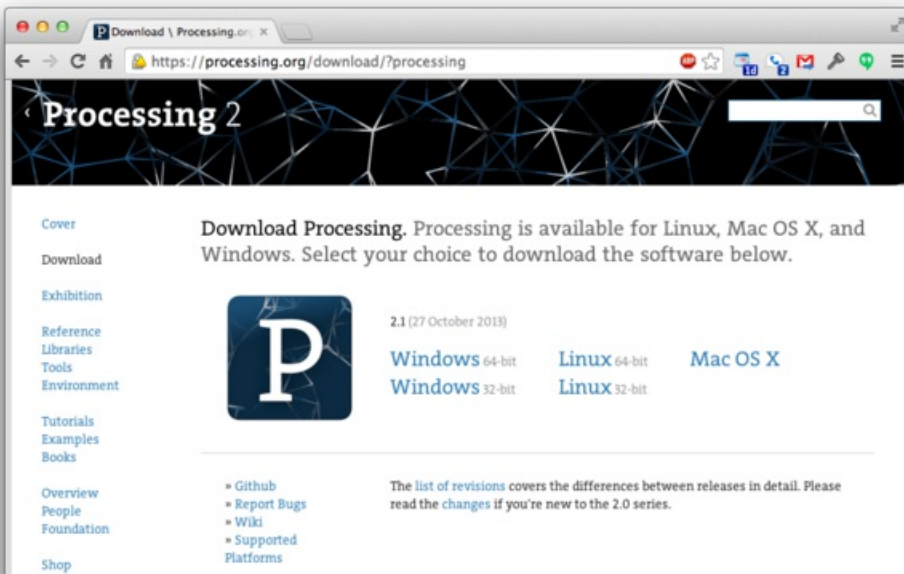 Download \ Processing.or
https://processing.org/download/?processing
ABP
1d
2
Processing 2
Cover
Download
Exhibition
Reference
Libraries
Tools
Environment
Tutorials
Examples
Books
Overview
People
Foundation
Shop
Download Processing. Processing is available for Linux, Mac OS X, and
Windows. Select your choice to download the software below.
P
2.1 (27 October 2013)
Windows 64-bit Linux 64-bit Mac OS X
Windows 32-bit Linux 32-bit
» Github
» Report Bugs
» Wiki
» Supported
Platforms
The list of revisions covers the differences between releases in detail. Please
read the changes if you're new to the 2.0 series.